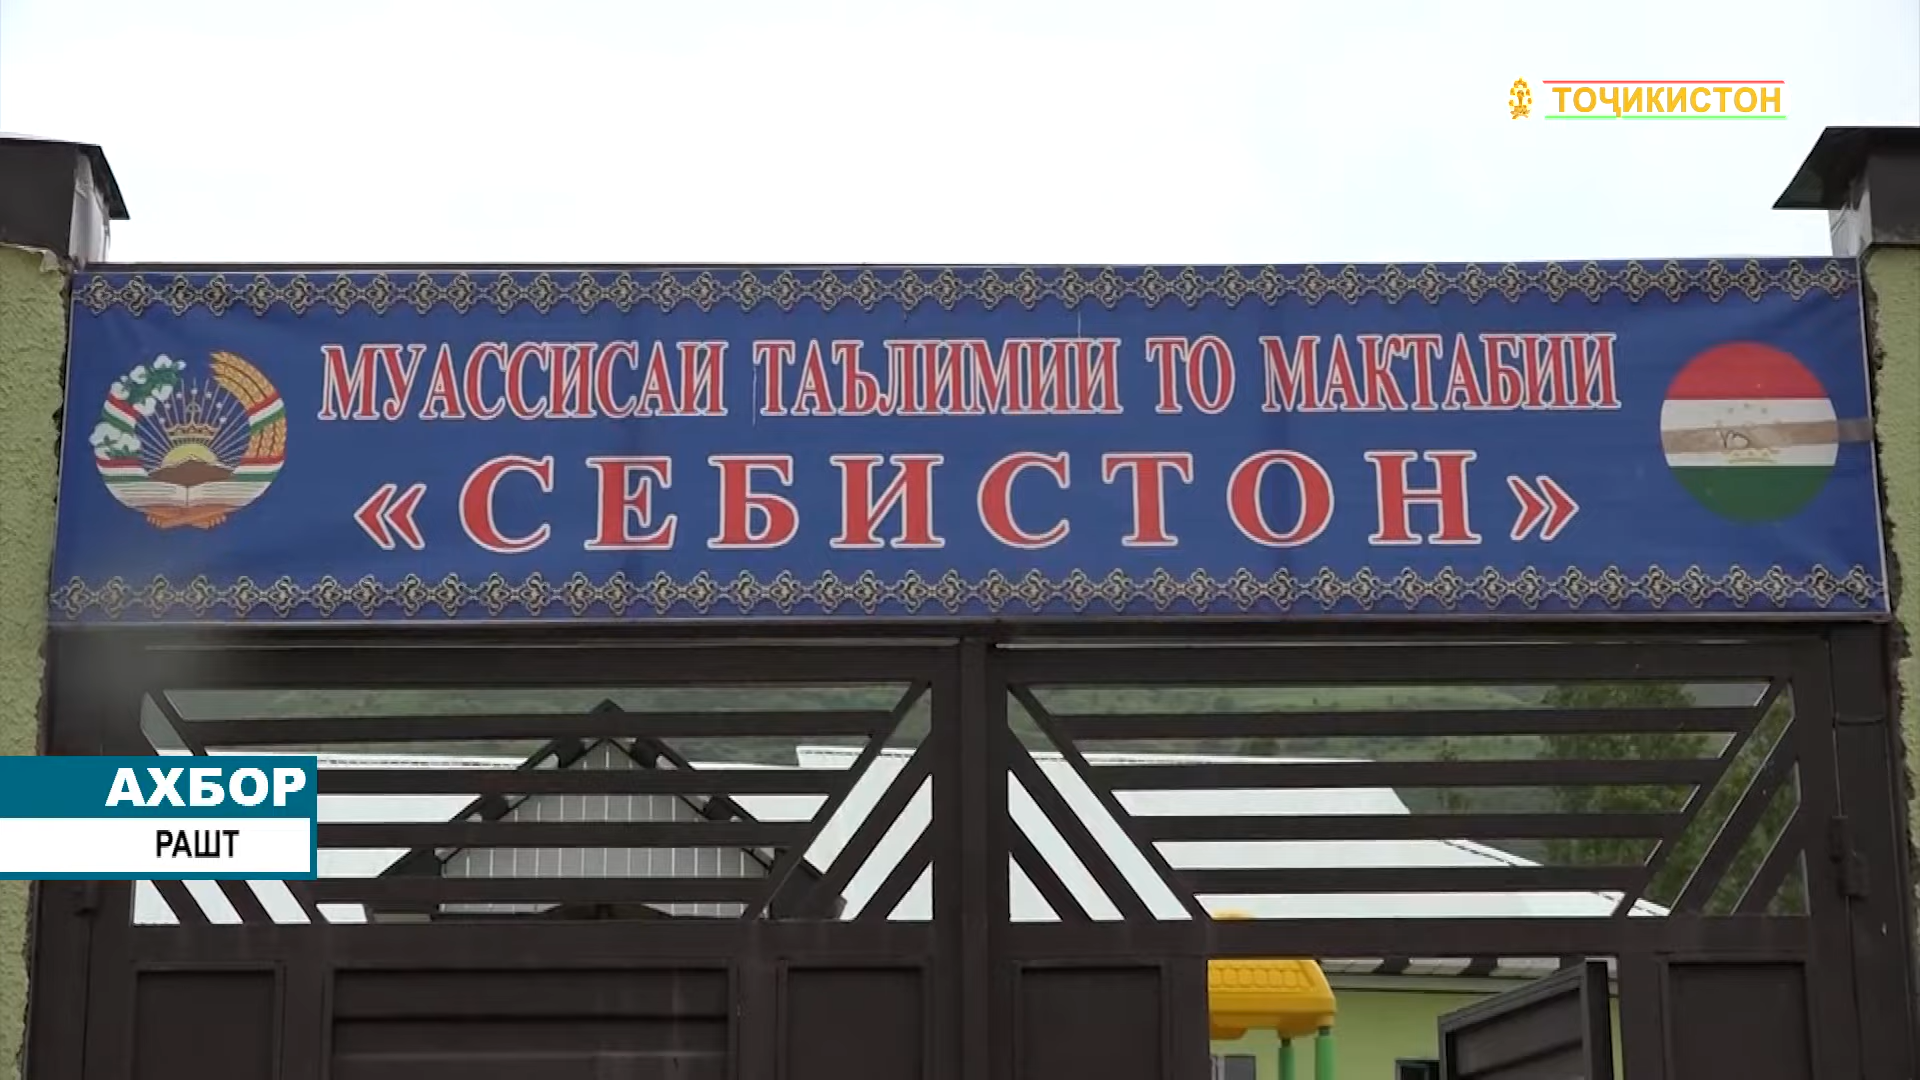 ТОҶИКИСТОН
МУАССИСАИ ТАЪЛИМИИ ТО МАКТАБИИ
«СЕБИСТОН»
АХБОР
РАШТ